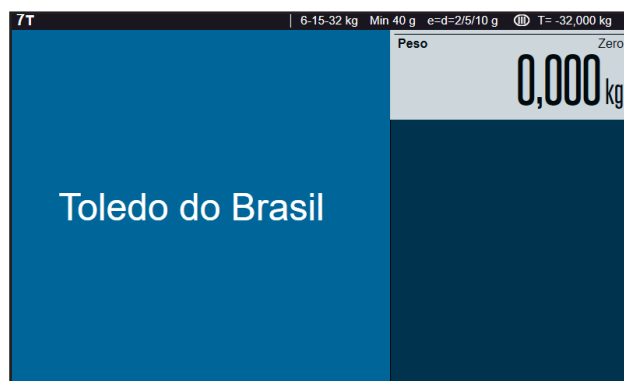 7T | 6-15-32 kg Min 40 g e=d=2/5/10 g III T= -32,000 kg
Peso Zero
0,000 kg
Toledo do Brasil